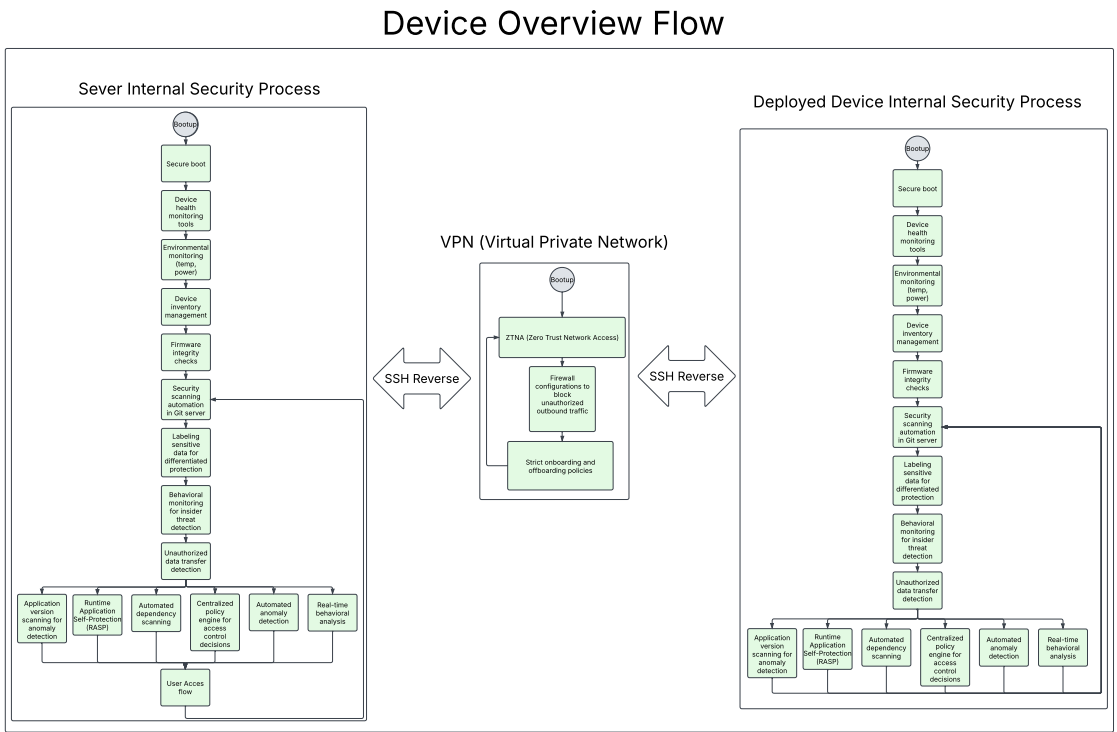 Device Overview Flow
Sever Internal Security Process
Bootup
Secure boot
Device
health
monitoring
tools
Environmental
monitoring
(temp,
power)
Device
inventory
management
Firmware
integrity
checks
Security
scanning
automation
in Git server
Labeling
sensitive
data for
differentiated
protection
Behavioral
monitoring
for insider
threat
detection
Unauthorized
data transfer
detection
Application
version
scanning for
anomaly
detection
Runtime
Application
Self-Protection
(RASP)
Automated
dependency
scanning
Centralized
policy
engine for
access
control
decisions
Automated
anomaly
detection
Real-time
behavioral
analysis
User Acces
flow
SSH Reverse
VPN (Virtual Private Network)
Bootup
ZTNA (Zero Trust Network Access)
Firewall
configurations to
block
unauthorized
outbound traffic
Strict onboarding and
offboarding policies
SSH Reverse
Deployed Device Internal Security Process
Bootup
Secure boot
Device
health
monitoring
tools
Environmental
monitoring
(temp,
power)
Device
inventory
management
Firmware
integrity
checks
Security
scanning
automation
in Git server
Labeling
sensitive
data for
differentiated
protection
Behavioral
monitoring
for insider
threat
detection
Unauthorized
data transfer
detection
Application
version
scanning for
anomaly
detection
Runtime
Application
Self-Protection
(RASP)
Automated
dependency
scanning
Centralized
policy
engine for
access
control
decisions
Automated
anomaly
detection
Real-time
behavioral
analysis